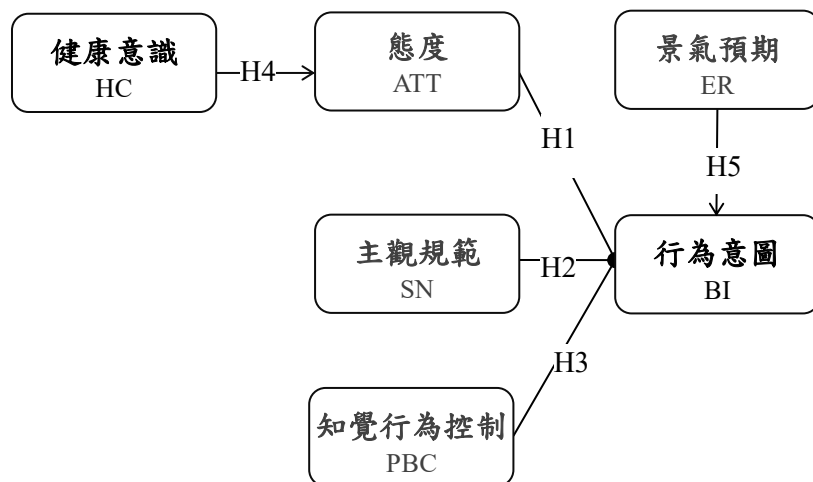 健康意識
HC
H4
態度
ATT
景氣預期
ER
H1
H5
主觀規範
SN
H2
行為意圖
BI
H3
知覺行為控制
PBC